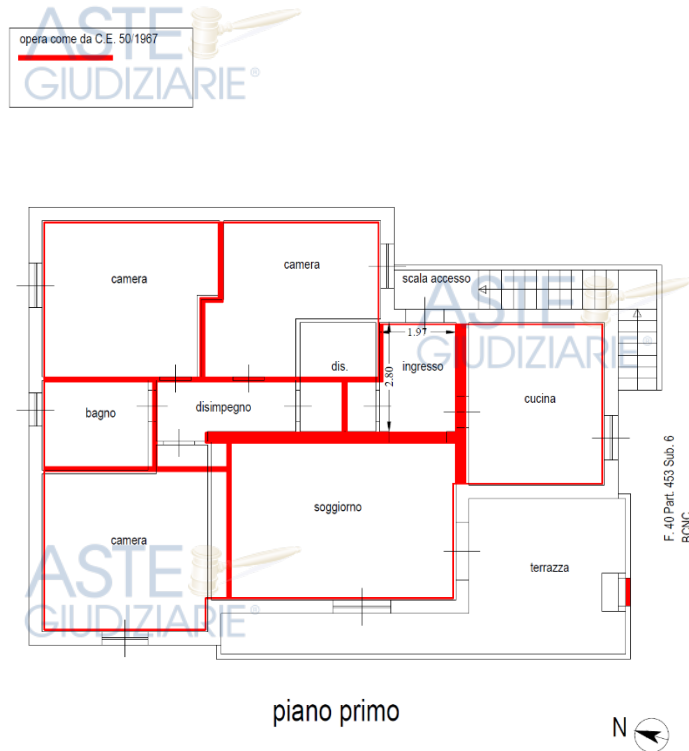 opera come da C.E. 50/1967
ASTE
GIUDIZIARIE®
camera
camera
scala accesso
ASTE
GIUDIZIARIE®
1.97
dis.
ingresso
2.80
cucina
bagno
disimpegno
soggiorno
F. 40 Part. 453 Sub. 6
BCNC
camera
terrazza
ASTE
GIUDIZIARIE®
piano primo
N